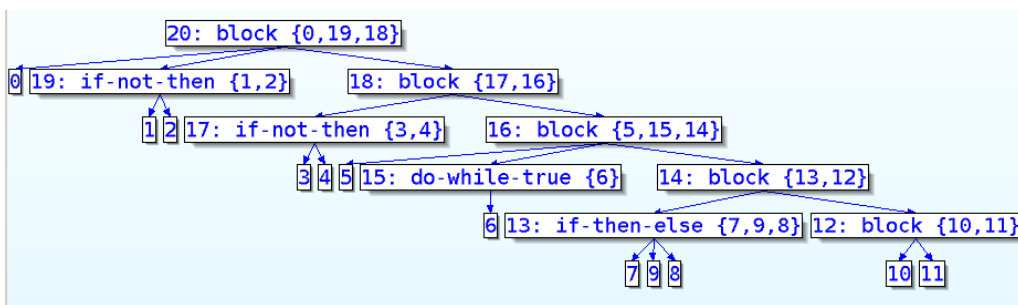 20: block {0,19,18}
0 19: if-not-then {1,2} 18: block {17,16}
1 2 17: if-not-then {3,4} 16: block {5,15,14}
3 4 5 15: do-while-true {6} 14: block {13,12}
6 13: if-then-else {7,9,8} 12: block {10,11}
7 9 8 10 11